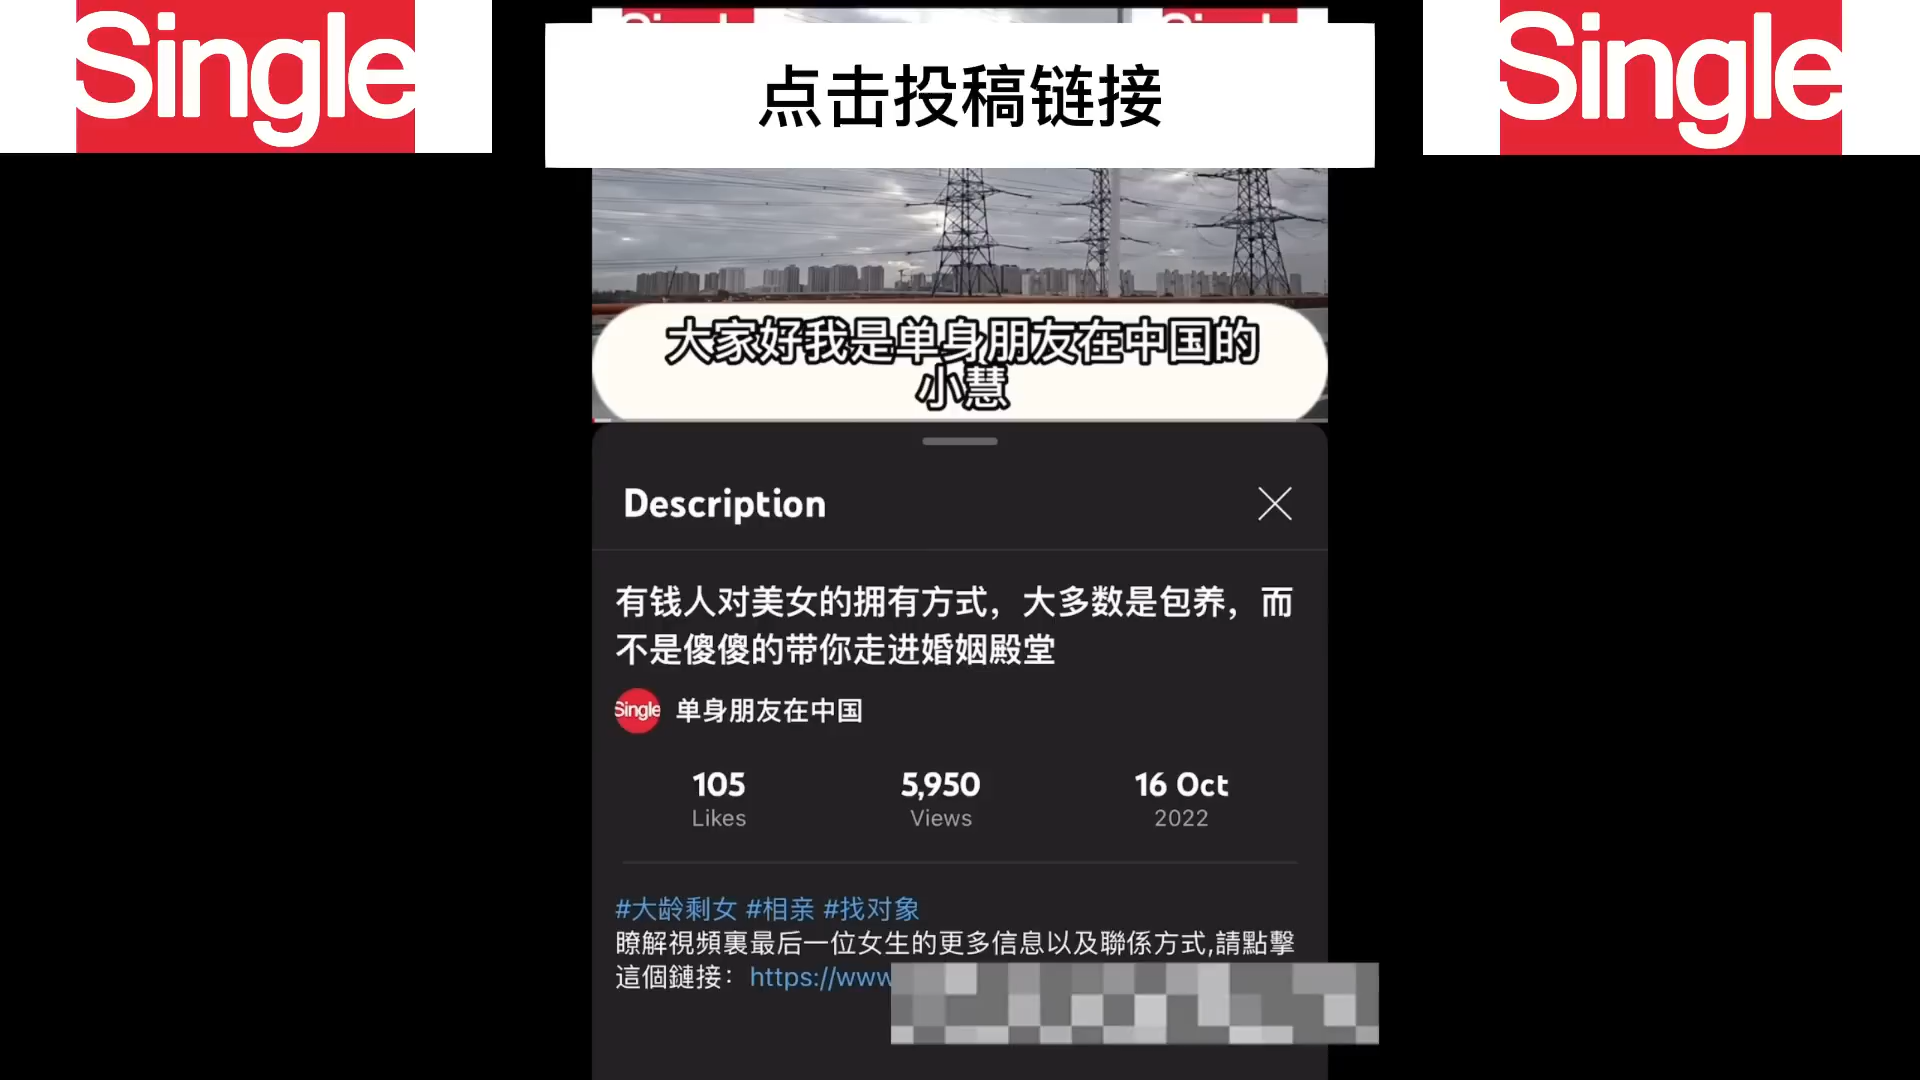 Single
Single
点击投稿链接
大家好我是单身朋友在中国的
小慧
Description
有钱人对美女的拥有方式，大多数是包养，而
不是傻傻的带你走进婚姻殿堂
Single 单身朋友在中国
105 5,950 16 Oct
Likes Views 2022
#大龄剩女 #相亲 #找对象
瞭解視頻裏最后一位女生的更多信息以及聯係方式,請點擊
這個鏈接：https://www